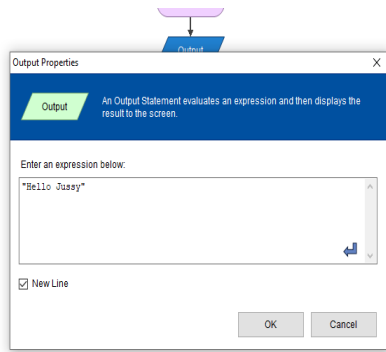 Output
Output Properties
Output
An Output Statement evaluates an expression and then displays the
result to the screen.
Enter an expression below:
"Hello Jussy"
New Line
OK
Cancel